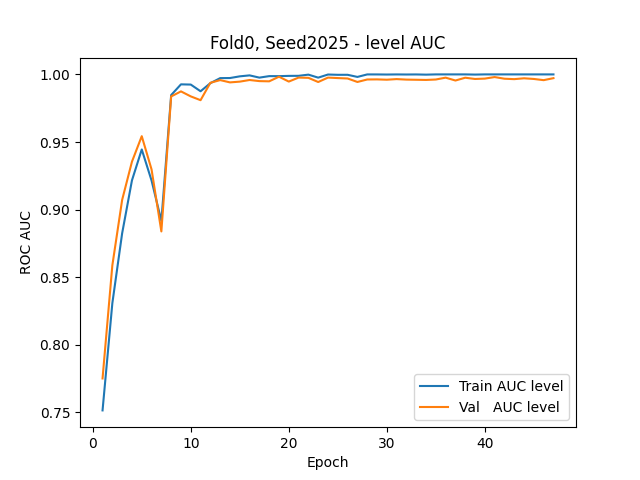 Fold0, Seed2025 - level AUC
1.00
0.95
0.90
0.85
0.80
0.75
ROC AUC
0 10 20 30 40
Epoch
Train AUC level
Val   AUC level